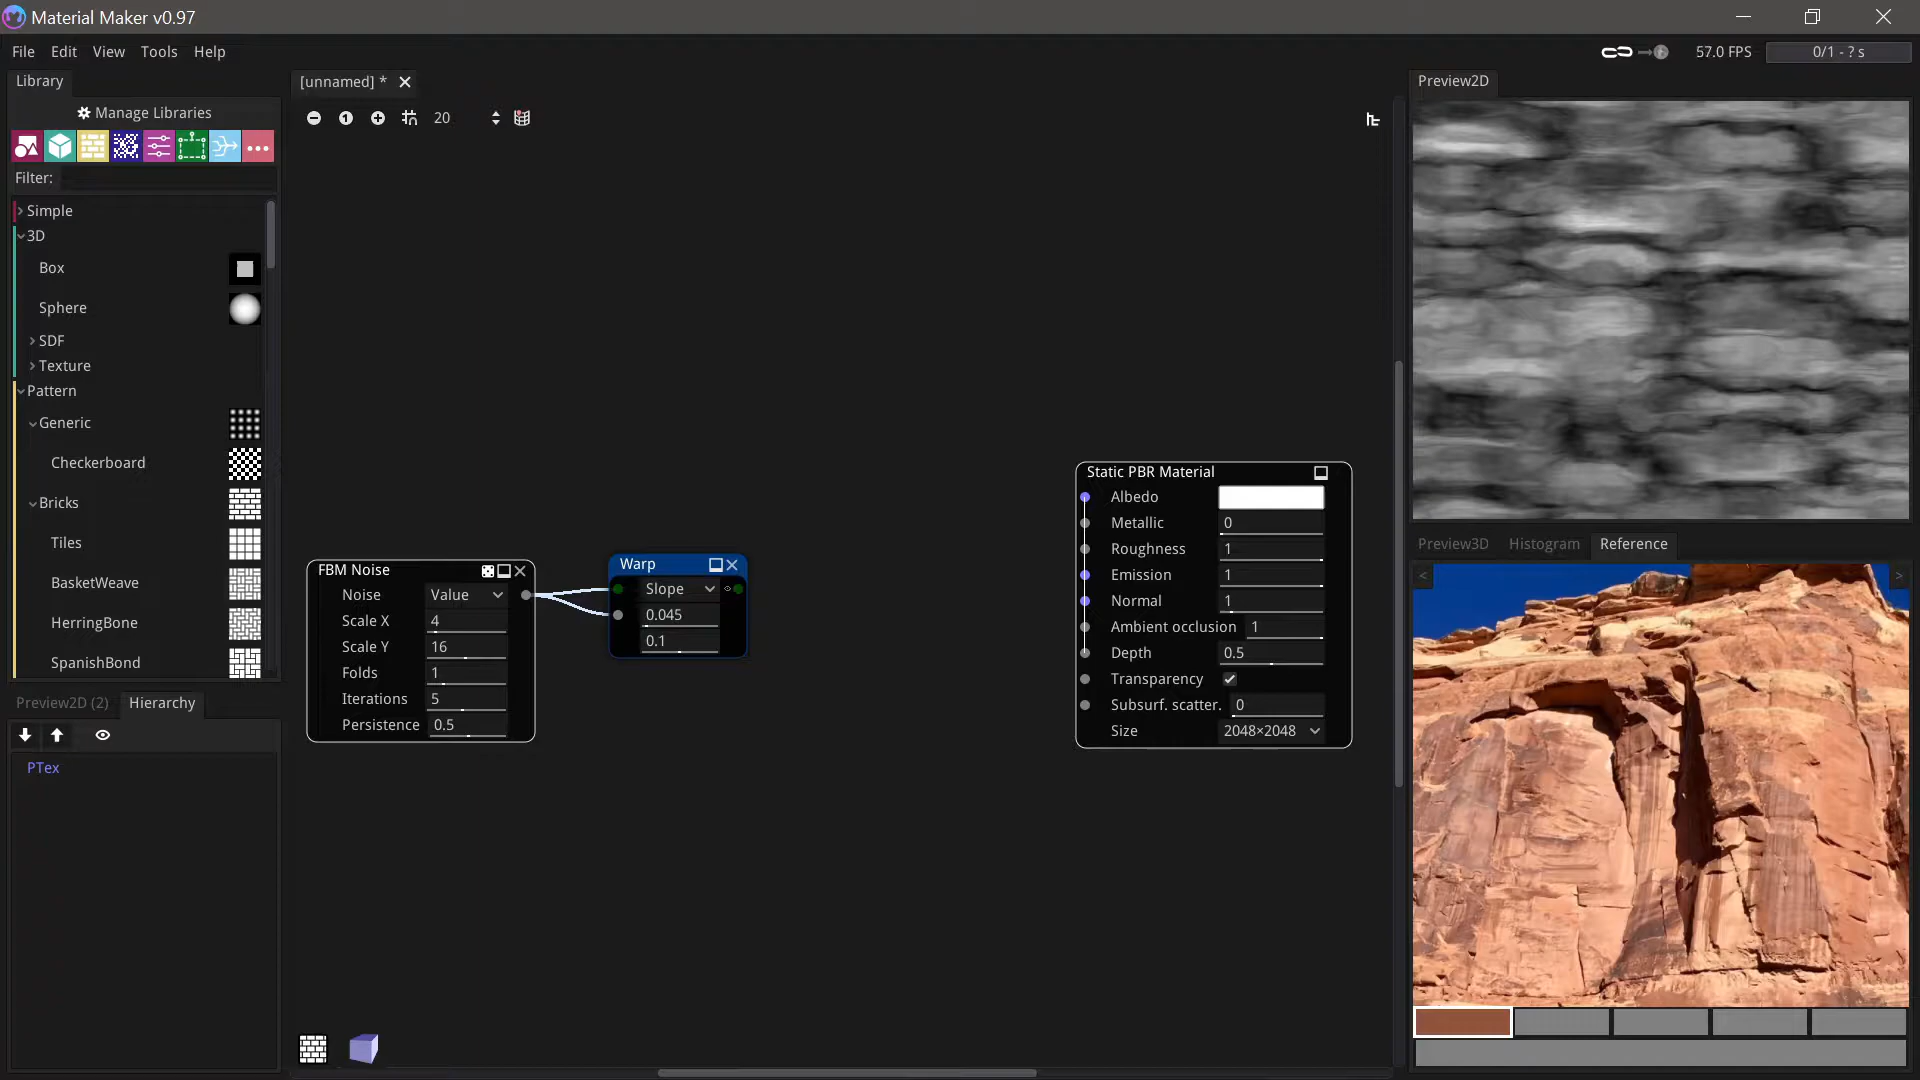 Material Maker v0.97
File Edit View Tools Help
57.0 FPS
0/1 - ? s
Library
Manage Libraries
Filter:
Simple
3D
Box
Sphere
SDF
Texture
Pattern
Generic
Checkerboard
Bricks
Tiles
BasketWeave
HerringBone
SpanishBond
Preview2D (2)
Hierarchy
PTex
[unnamed] *
20
FBM Noise
Noise Value
Scale X 4
Scale Y 16
Folds 1
Iterations 5
Persistence 0.5
Warp
Slope
0.045
0.1
Static PBR Material
Albedo
Metallic 0
Roughness 1
Emission 1
Normal 1
Ambient occlusion 1
Depth 0.5
Transparency
Subsurf. scatter. 0
Size 2048×2048
Preview2D
Preview3D Histogram Reference
< >